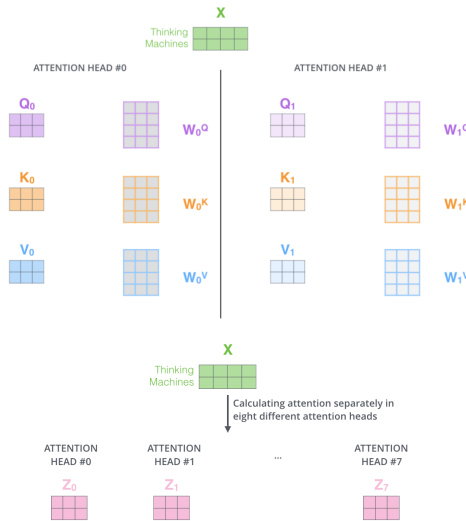 X
Thinking
Machines
ATTENTION HEAD #0
ATTENTION HEAD #1
Q0
W0Q
Q1
W1Q
K0
W0K
K1
W1K
V0
W0V
V1
W1V
X
Thinking
Machines
Calculating attention separately in
eight different attention heads
ATTENTION
HEAD #0
ATTENTION
HEAD #1
...
ATTENTION
HEAD #7
Z0
Z1
Z7